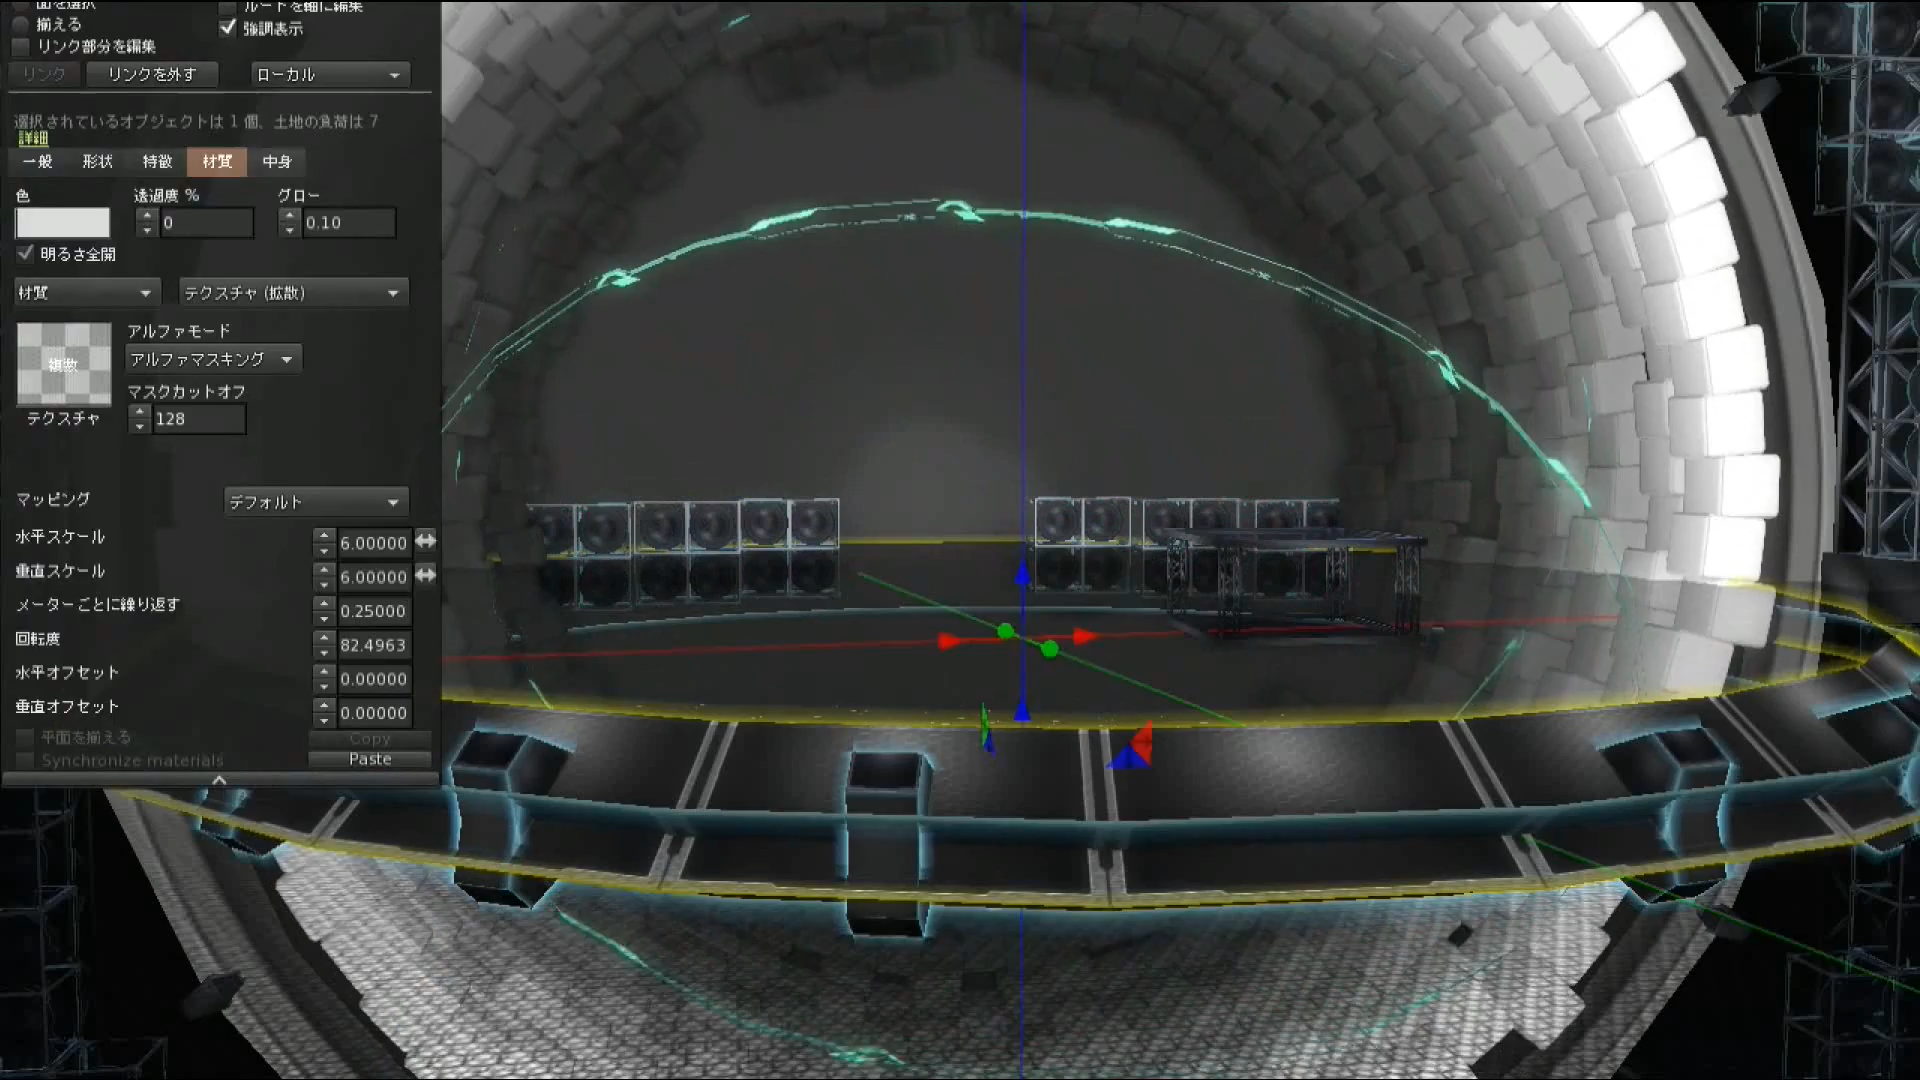 面を選択
ルートを軸に編集
揃える
強調表示
リンク部分を編集
リンク
リンクを外す
ローカル
選択されているオブジェクトは 1 個、土地の負荷は 7
詳細
一般
形状
特徴
材質
中身
色
透過度 %
グロー
0
0.10
明るさ全開
材質
テクスチャ (拡散)
アルファモード
複数
アルファマスキング
マスクカットオフ
テクスチャ
128
マッピング
デフォルト
水平スケール
6.00000
垂直スケール
6.00000
メーターごとに繰り返す
0.25000
回転度
82.4963
水平オフセット
0.00000
垂直オフセット
0.00000
平面を揃える
Copy
Synchronize materials
Paste